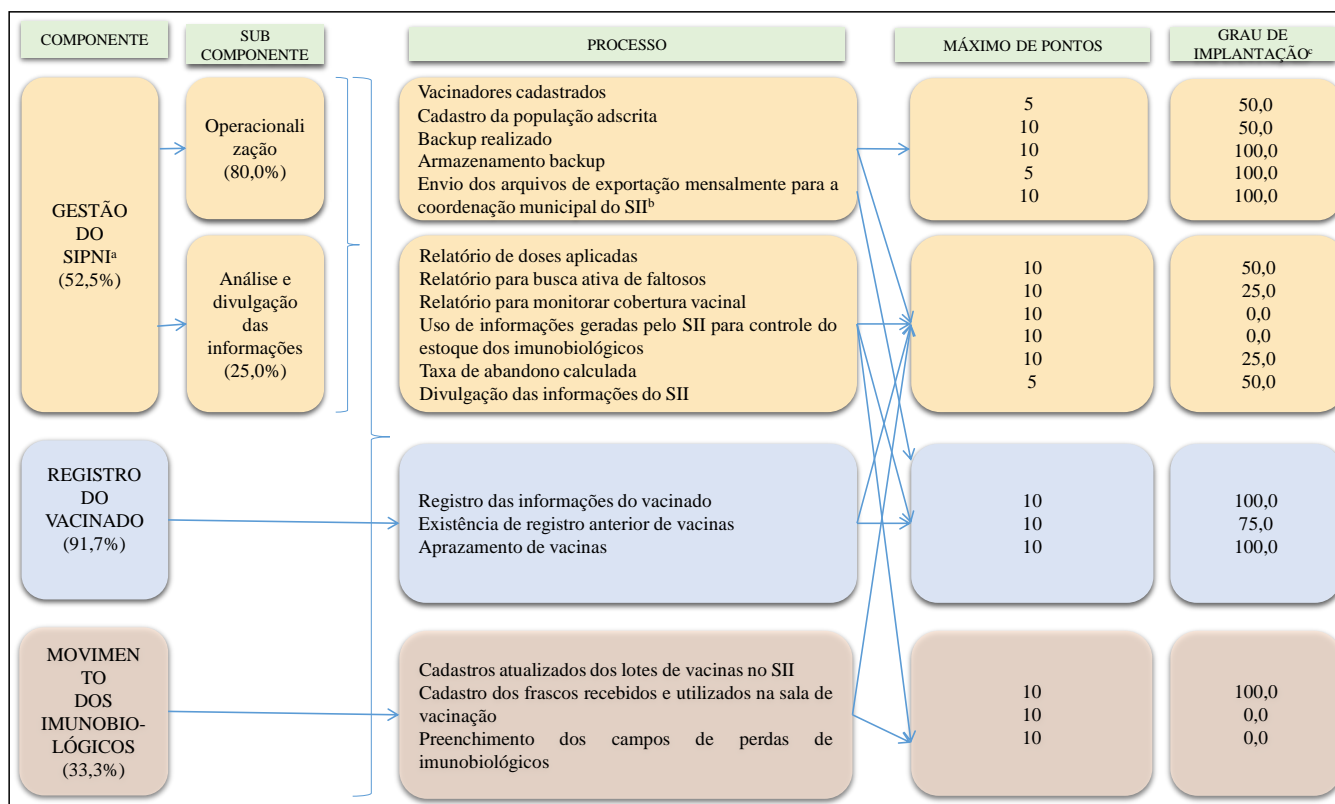 COMPONENTE
SUB
COMPONENTE
PROCESSO
MÁXIMO DE PONTOS
GRAU DE
IMPLANTAÇÃOᶜ
GESTÃO
DO
SIPNIᵃ
(52,5%)
Operacionali
zação
(80,0%)
Vacinadores cadastrados
Cadastro da população adscrita
Backup realizado
Armazenamento backup
Envio dos arquivos de exportação mensalmente para a
coordenação municipal do SIIᵇ
5
10
10
5
10
50,0
50,0
100,0
100,0
100,0
Análise e
divulgação
das
informações
(25,0%)
Relatório de doses aplicadas
Relatório para busca ativa de faltosos
Relatório para monitorar cobertura vacinal
Uso de informações geradas pelo SII para controle do
estoque dos imunobiológicos
Taxa de abandono calculada
Divulgação das informações do SII
10
10
10
10
10
5
50,0
25,0
0,0
0,0
25,0
50,0
REGISTRO
DO
VACINADO
(91,7%)
Registro das informações do vacinado
Existência de registro anterior de vacinas
Aprazamento de vacinas
10
10
10
100,0
75,0
100,0
MOVIMEN
TO
DOS
IMUNOBIO-
LÓGICOS
(33,3%)
Cadastros atualizados dos lotes de vacinas no SII
Cadastro dos frascos recebidos e utilizados na sala de
vacinação
Preenchimento dos campos de perdas de
imunobiológicos
10
10
10
100,0
0,0
0,0